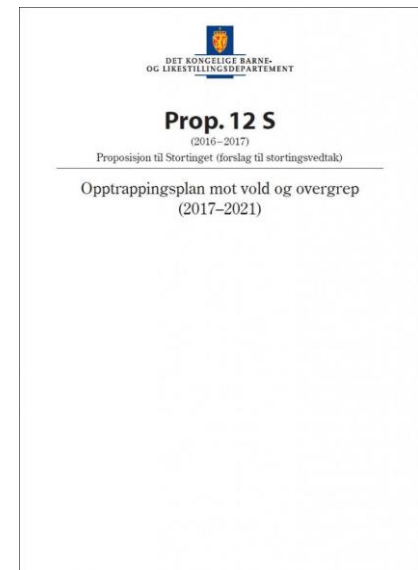 DET KONGELIGE BARNE-
OG LIKESTILLINGSDEPARTEMENT
Prop. 12 S
(2016–2017)
Proposisjon til Stortinget (forslag til stortingsvedtak)
Opptrappingsplan mot vold og overgrep
(2017–2021)